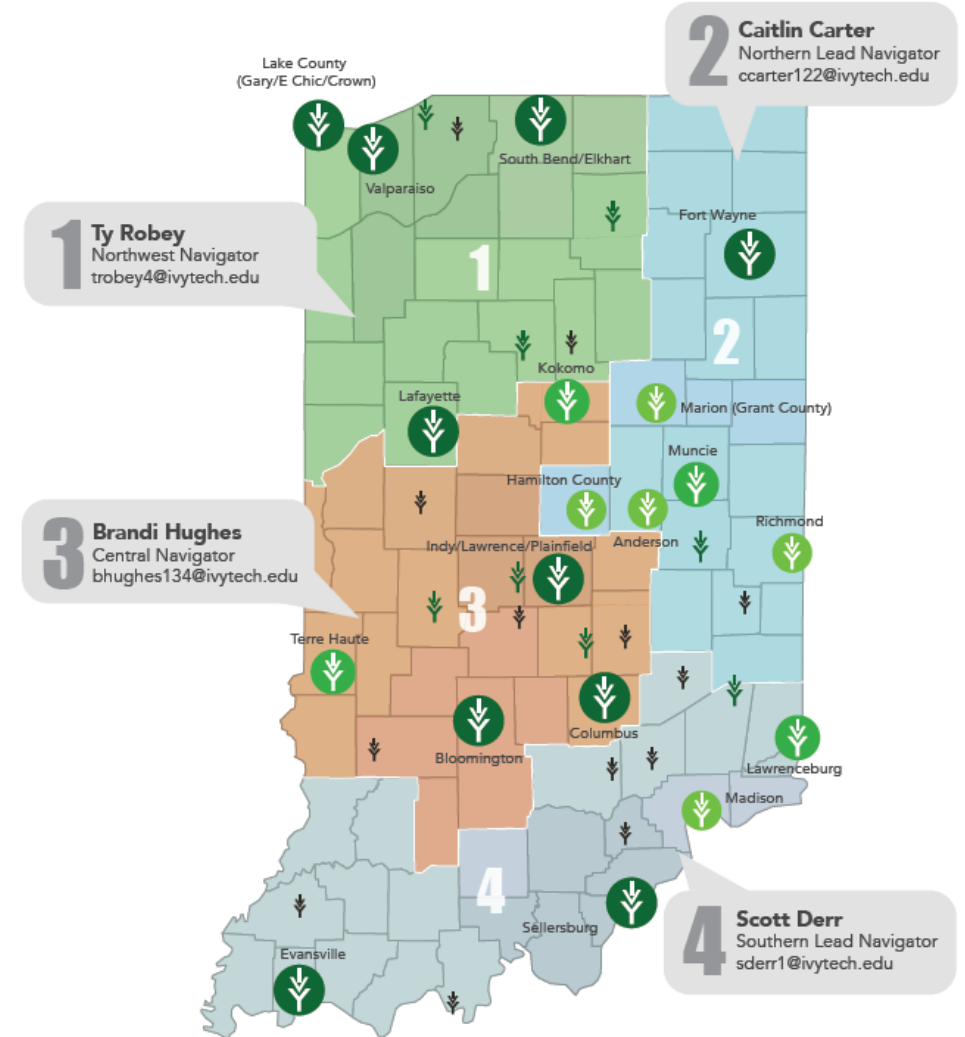 2
Caitlin Carter
Northern Lead Navigator
ccarter122@ivytech.edu
Lake County
(Gary/E Chic/Crown)
South Bend/Elkhart
Valparaiso
Fort Wayne
1
Ty Robey
Northwest Navigator
trobey4@ivytech.edu
1
2
Kokomo
Lafayette
Marion (Grant County)
Muncie
Hamilton County
3
Brandi Hughes
Central Navigator
bhughes134@ivytech.edu
Richmond
Indy/Lawrence/Plainfield
Anderson
3
Terre Haute
Columbus
Bloomington
Lawrenceburg
Madison
4
Sellersburg
4
Scott Derr
Southern Lead Navigator
sderr1@ivytech.edu
Evansville